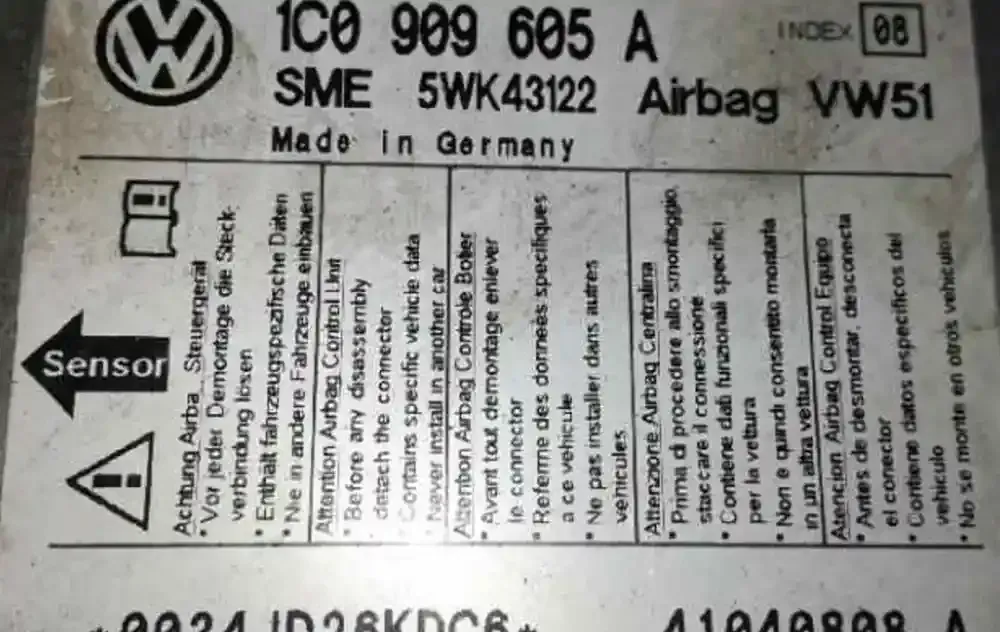 1C0 909 605 A INDEX 08
SME 5WK43122 Airbag VW51
Made in Germany
Sensor
Achtung Airba. Steuergerät
• Vor jeder Demontage die Steck-
verbindung lösen
• Enthält fahrzeugspezifische Daten
• Ne in andere Fahrzeuge einbauen
Attention Airbag Control Unit
• Before any disassembly
detach the connector
• Contains specific vehicle data
• Never install in another car
Attention Airbag Controle Boitier
• Avant tout demontage enlever
le connector
• Referme des donnees specifiques
a ce vehicule
• Ne pas installer dans autres
vehicules
Attenzione Airbag Centralina
• Prima di procedere allo smontaggio,
staccare il connessione
• Contiene dati funzionali specifici
per la vettura
• Non e quindi consentito montarla
in un altra vettura
Atencion Airbag Control Equipo
• Antes de desmontar, desconecta
el conector
• Contiene datos especificos del
vehiculo
• No se monte en otros vehiculos